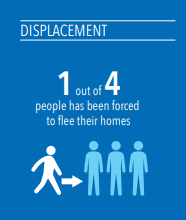 DISPLACEMENT
1 out of 4
people has been forced
to flee their homes